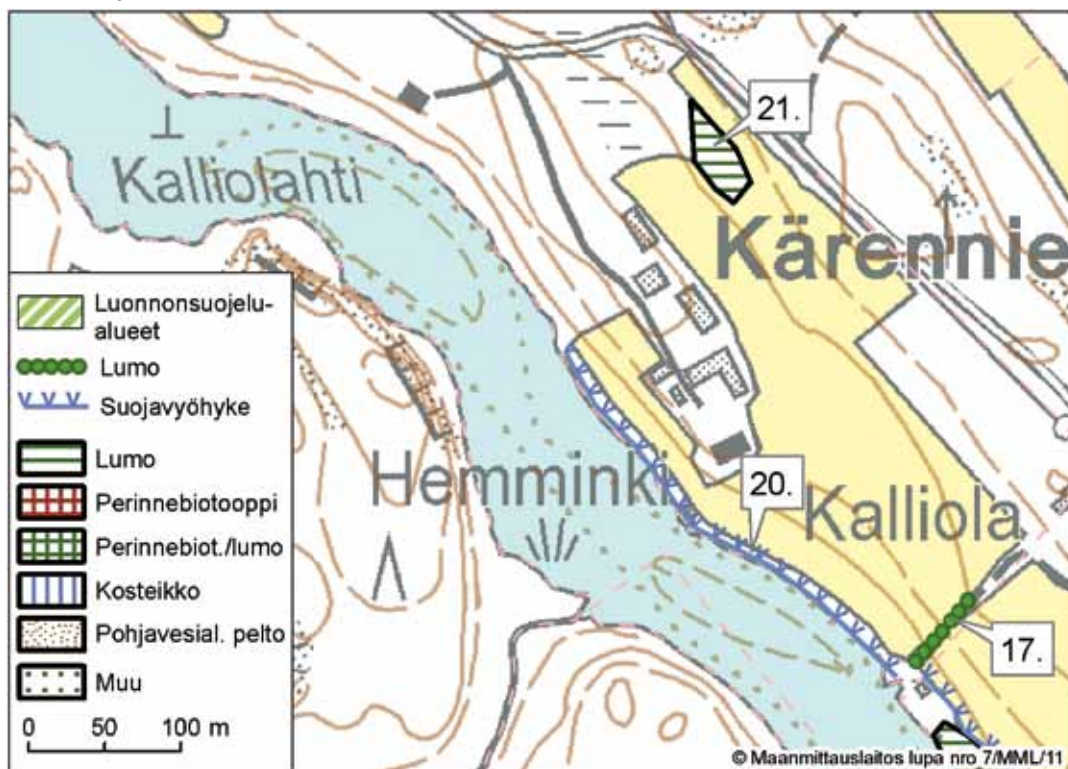 Kalliolahti
21.
Kärennie
Luonnonsuojelu-
alueet
Lumo
Suojavyöhyke
Lumo
Perinnebiotooppi
Perinnebiot./lumo
Kosteikko
Pohjavesial. pelto
Muu
0 50 100 m
Hemminki
20.
Kalliola
17.
© Maanmittauslaitos lupa nro 7/MML/11